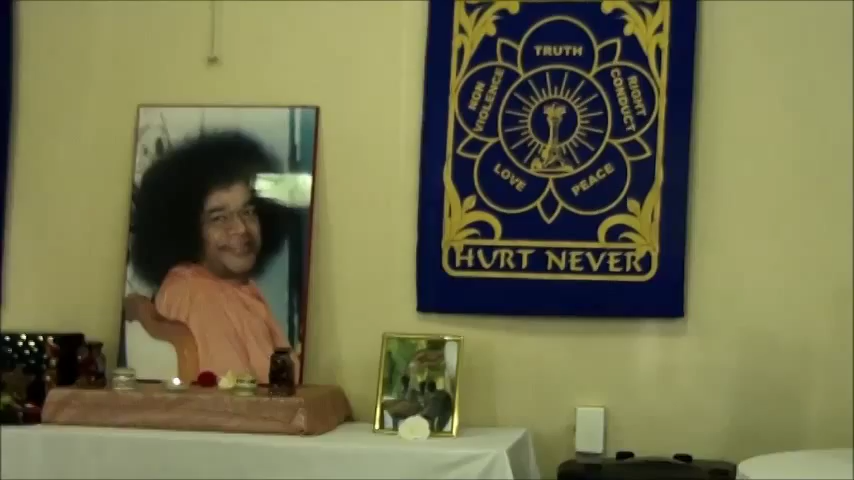 TRUTH
NON
VIOLENCE
RIGHT
CONDUCT
LOVE
PEACE
HURT NEVER